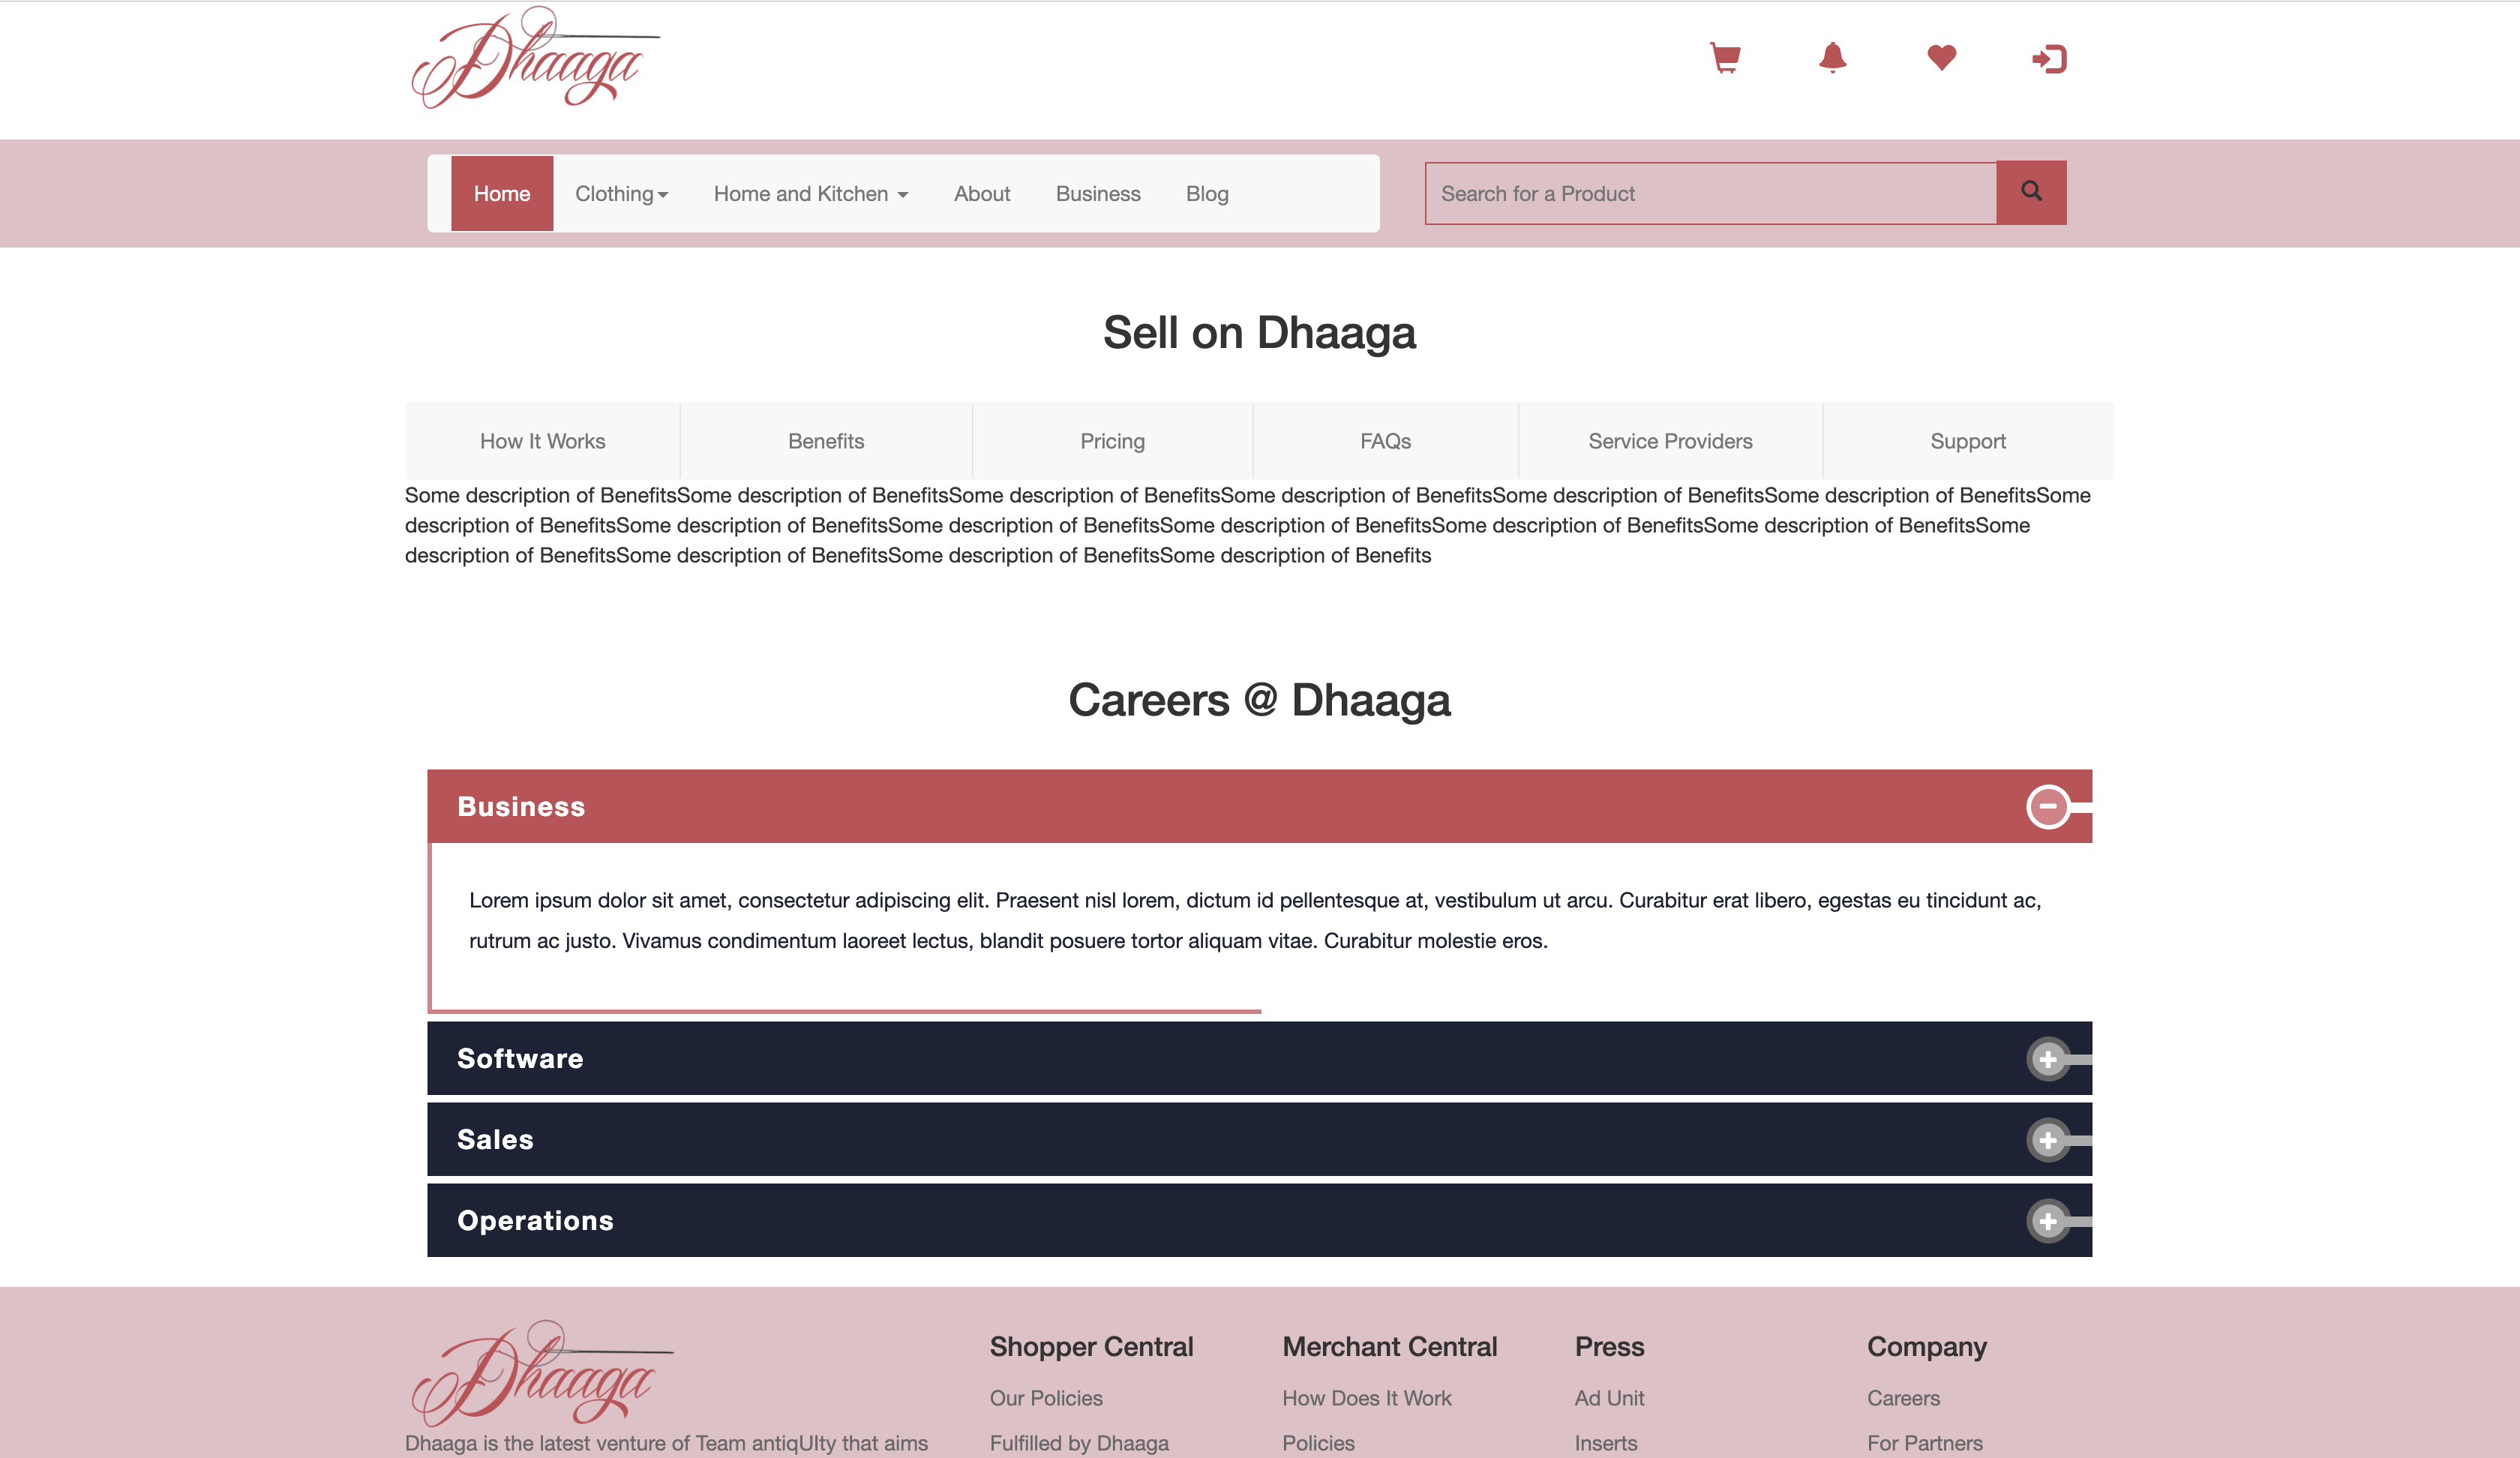 Dhaaga
Home Clothing Home and Kitchen About Business Blog Search for a Product
Sell on Dhaaga
How It Works Benefits Pricing FAQs Service Providers Support
Some description of BenefitsSome description of BenefitsSome description of BenefitsSome description of BenefitsSome description of BenefitsSome description of BenefitsSome
description of BenefitsSome description of BenefitsSome description of BenefitsSome description of BenefitsSome description of BenefitsSome description of BenefitsSome
description of BenefitsSome description of BenefitsSome description of BenefitsSome description of Benefits
Careers @ Dhaaga
Business
Lorem ipsum dolor sit amet, consectetur adipiscing elit. Praesent nisl lorem, dictum id pellentesque at, vestibulum ut arcu. Curabitur erat libero, egestas eu tincidunt ac,
rutrum ac justo. Vivamus condimentum laoreet lectus, blandit posuere tortor aliquam vitae. Curabitur molestie eros.
Software
Sales
Operations
Dhaaga
Dhaaga is the latest venture of Team antiqUIty that aims
Shopper Central
Our Policies
Fulfilled by Dhaaga
Merchant Central
How Does It Work
Policies
Press
Ad Unit
Inserts
Company
Careers
For Partners